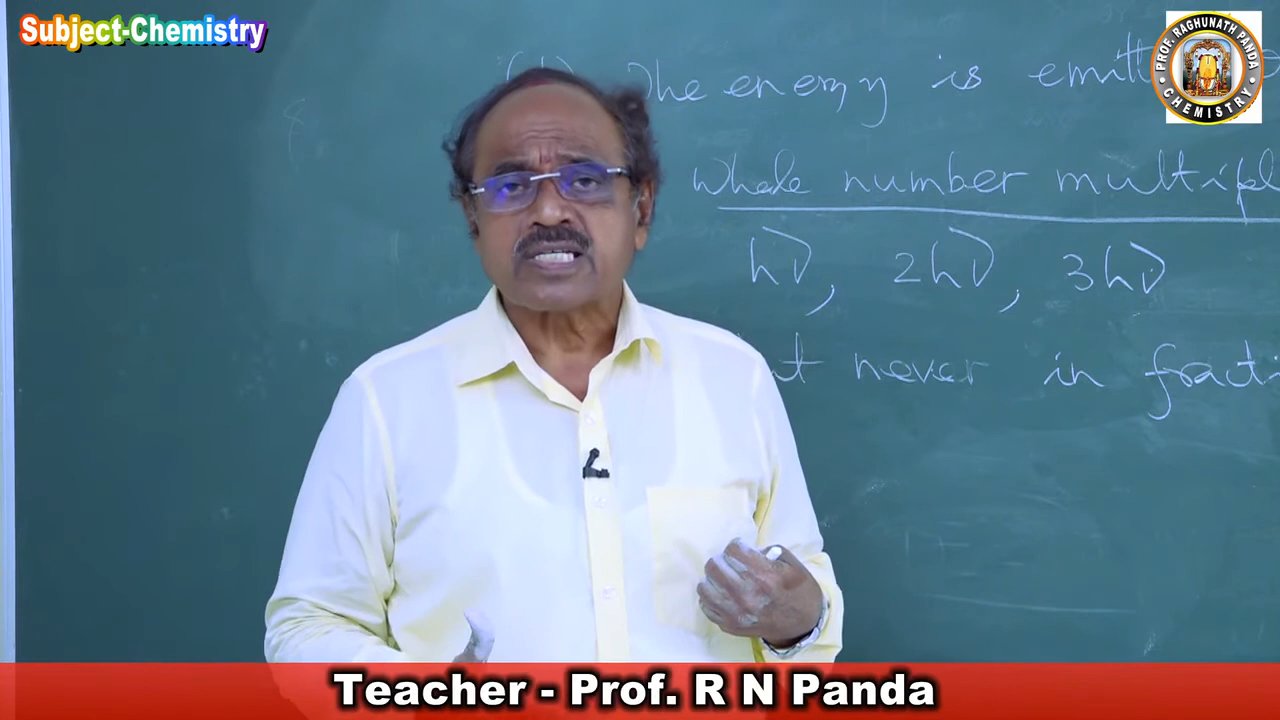 Subject-Chemistry
PROF. RAGHUNATH PANDA
CHEMISTRY
The energy is emitt
whole number multipl
hν, 2hν, 3hν
never in fracti
Teacher - Prof. R N Panda